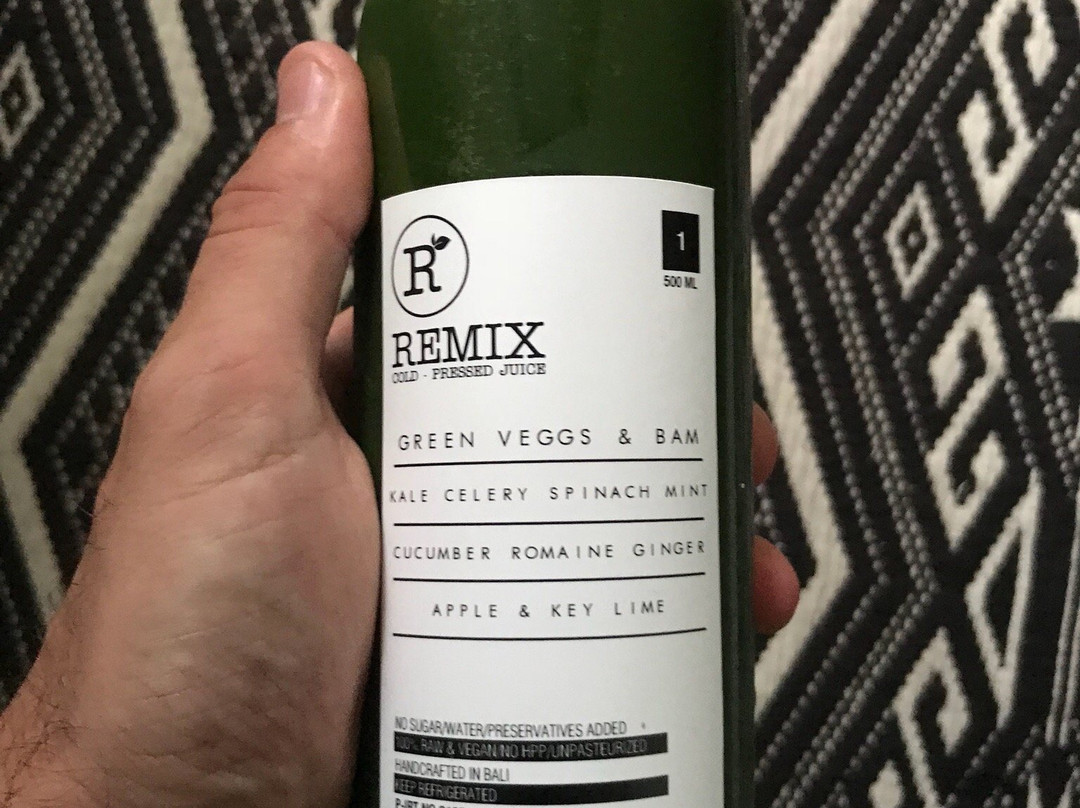 R
1
500 ML
REMIX
COLD - PRESSED JUICE
GREEN VEGGS & BAM
KALE CELERY SPINACH MINT
CUCUMBER ROMAINE GINGER
APPLE & KEY LIME
NO SUGAR/WATER/PRESERVATIVES ADDED
100% RAW & VEGAN/NO HPP/UNPASTEURIZED
HANDCRAFTED IN BALI
KEEP REFRIGERATED